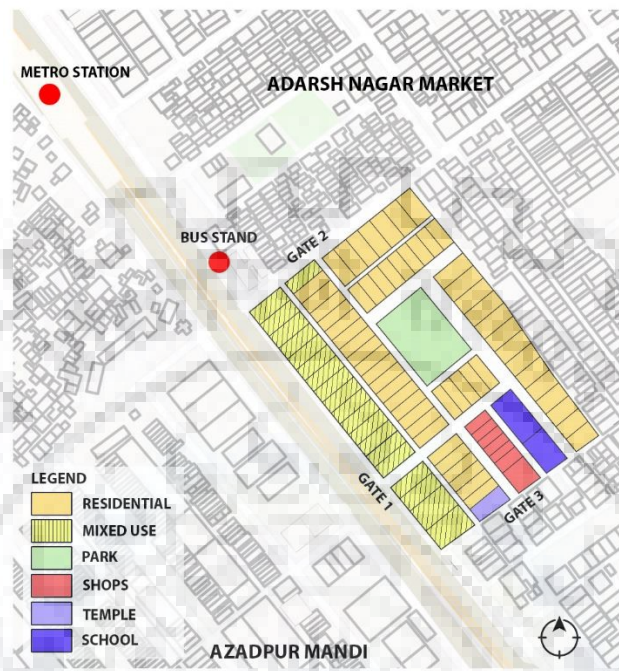 METRO STATION
ADARSH NAGAR MARKET
BUS STAND
GATE 2
GATE 1
GATE 3
LEGEND
RESIDENTIAL
MIXED USE
PARK
SHOPS
TEMPLE
SCHOOL
AZADPUR MANDI